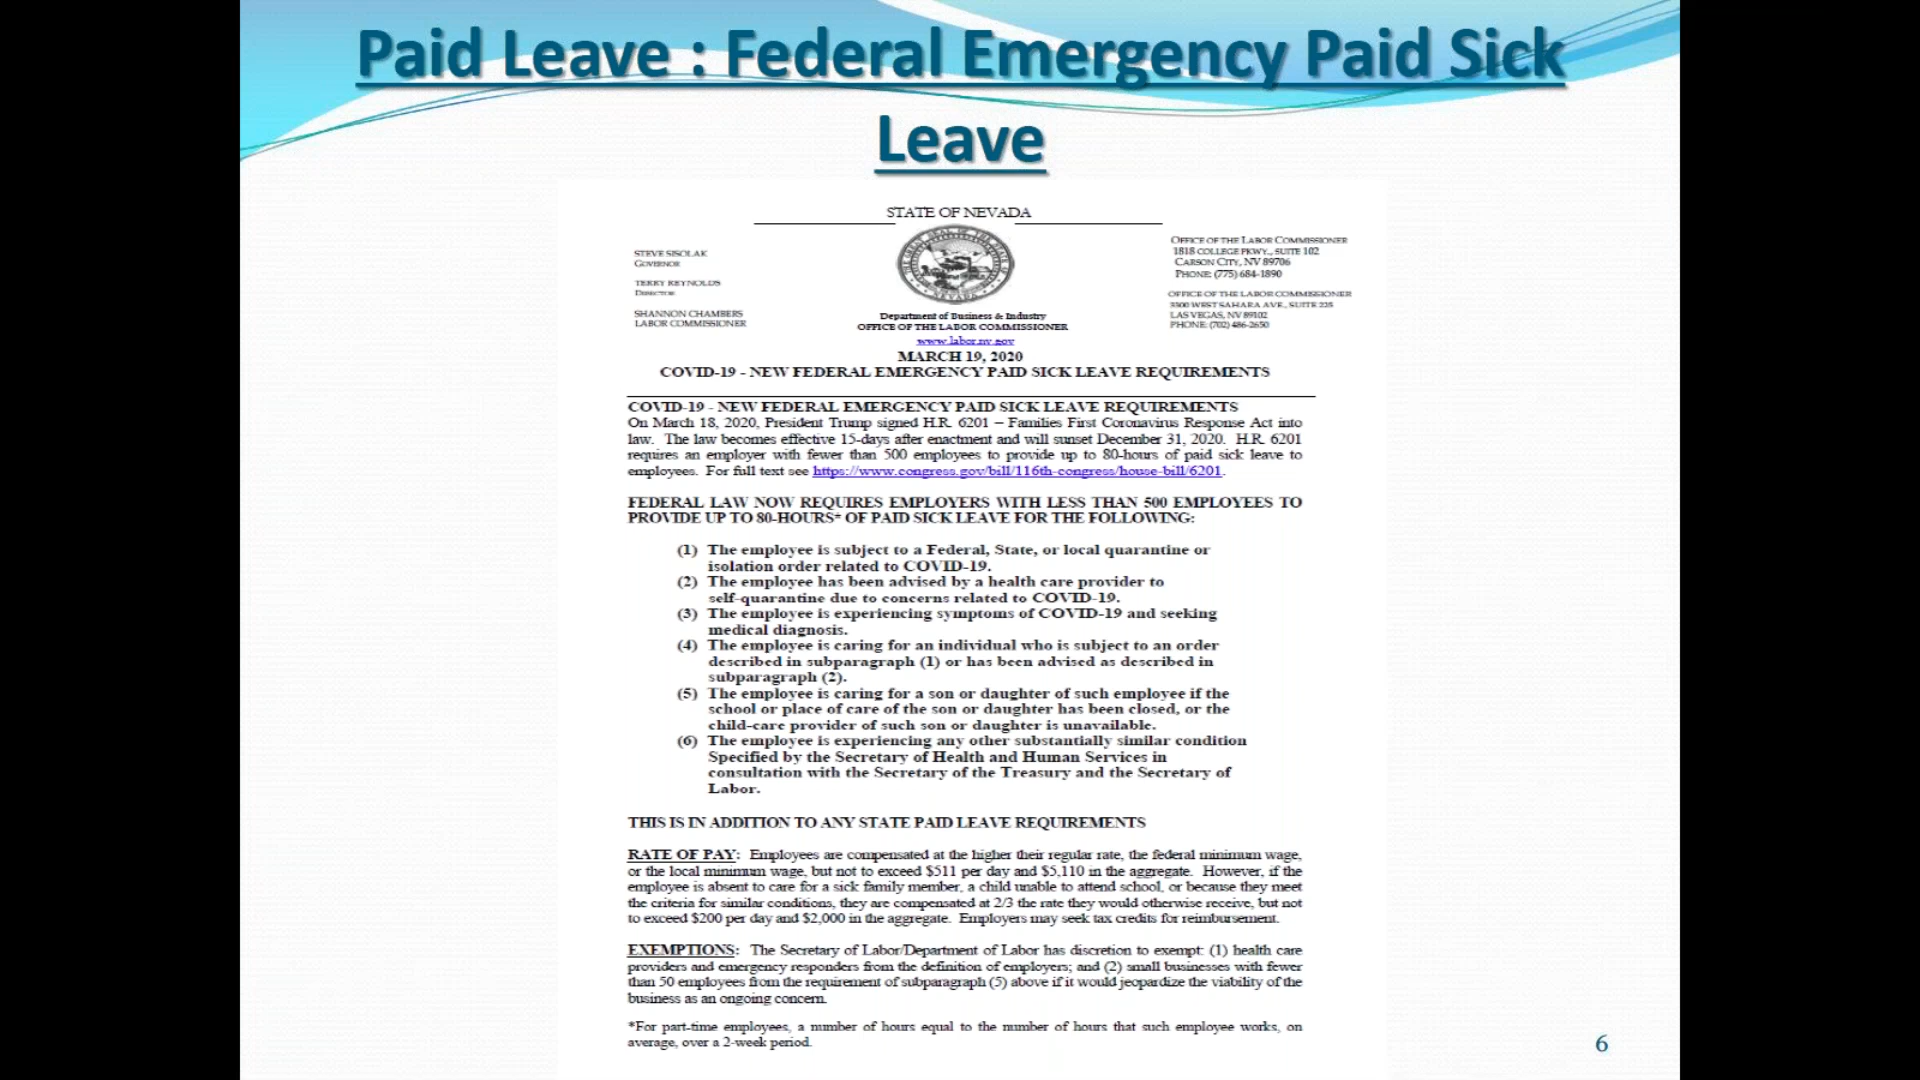 Paid Leave : Federal Emergency Paid Sick
Leave
STATE OF NEVADA
STEVE SISOLAK
GOVERNOR
TERRY REYNOLDS
DIRECTOR
SHANNON CHAMBERS
LABOR COMMISSIONER
OFFICE OF THE LABOR COMMISSIONER
1818 COLLEGE PKWY., SUITE 102
CARSON CITY, NV 89706
PHONE: (775) 684-1890
OFFICE OF THE LABOR COMMISSIONER
3300 WEST SAHARA AVE., SUITE 225
LAS VEGAS, NV 89102
PHONE: (702) 486-2650
Department of Business & Industry
OFFICE OF THE LABOR COMMISSIONER
www.labor.nv.gov
MARCH 19, 2020
COVID-19 - NEW FEDERAL EMERGENCY PAID SICK LEAVE REQUIREMENTS
COVID-19 - NEW FEDERAL EMERGENCY PAID SICK LEAVE REQUIREMENTS
On March 18, 2020, President Trump signed H.R. 6201 – Families First Coronavirus Response Act into
law. The law becomes effective 15-days after enactment and will sunset December 31, 2020. H.R. 6201
requires an employer with fewer than 500 employees to provide up to 80-hours of paid sick leave to
employees. For full text see https://www.congress.gov/bill/116th-congress/house-bill/6201.
FEDERAL LAW NOW REQUIRES EMPLOYERS WITH LESS THAN 500 EMPLOYEES TO
PROVIDE UP TO 80-HOURS* OF PAID SICK LEAVE FOR THE FOLLOWING:
(1) The employee is subject to a Federal, State, or local quarantine or
isolation order related to COVID-19.
(2) The employee has been advised by a health care provider to
self-quarantine due to concerns related to COVID-19.
(3) The employee is experiencing symptoms of COVID-19 and seeking
medical diagnosis.
(4) The employee is caring for an individual who is subject to an order
described in subparagraph (1) or has been advised as described in
subparagraph (2).
(5) The employee is caring for a son or daughter of such employee if the
school or place of care of the son or daughter has been closed, or the
child-care provider of such son or daughter is unavailable.
(6) The employee is experiencing any other substantially similar condition
Specified by the Secretary of Health and Human Services in
consultation with the Secretary of the Treasury and the Secretary of
Labor.
THIS IS IN ADDITION TO ANY STATE PAID LEAVE REQUIREMENTS
RATE OF PAY: Employees are compensated at the higher their regular rate, the federal minimum wage,
or the local minimum wage, but not to exceed $511 per day and $5,110 in the aggregate. However, if the
employee is absent to care for a sick family member, a child unable to attend school, or because they meet
the criteria for similar conditions, they are compensated at 2/3 the rate they would otherwise receive, but not
to exceed $200 per day and $2,000 in the aggregate. Employers may seek tax credits for reimbursement.
EXEMPTIONS: The Secretary of Labor/Department of Labor has discretion to exempt: (1) health care
providers and emergency responders from the definition of employers; and (2) small businesses with fewer
than 50 employees from the requirement of subparagraph (5) above if it would jeopardize the viability of the
business as an ongoing concern.
*For part-time employees, a number of hours equal to the number of hours that such employee works, on
average, over a 2-week period.
6